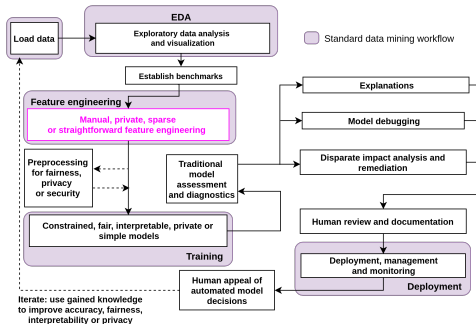 EDA
Load data
Exploratory data analysis
and visualization
Standard data mining workflow
Establish benchmarks
Explanations
Feature engineering
Manual, private, sparse
or straightforward feature engineering
Model debugging
Preprocessing
for fairness,
privacy
or security
Traditional
model
assessment
and diagnostics
Disparate impact analysis and
remediation
Constrained, fair, interpretable, private or
simple models
Training
Human review and documentation
Deployment, management
and monitoring
Deployment
Human appeal of
automated model
decisions
Iterate: use gained knowledge
to improve accuracy, fairness,
interpretability or privacy